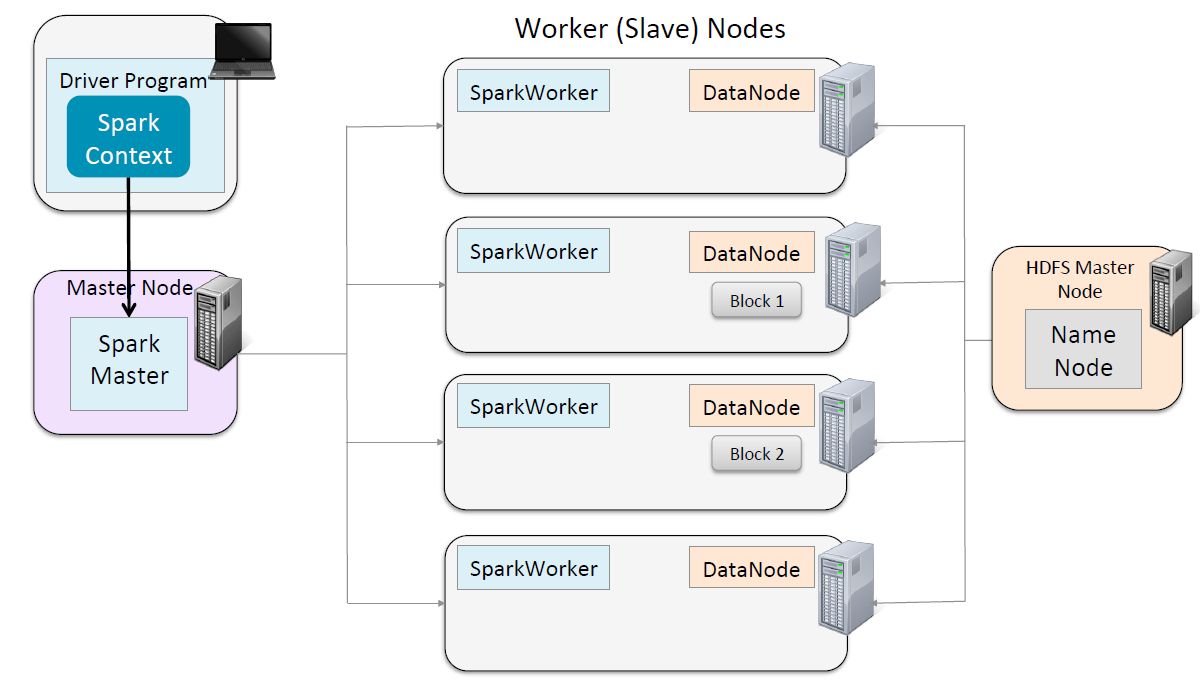 Worker (Slave) Nodes
Driver Program
Spark
Context
Master Node
Spark
Master
SparkWorker
DataNode
SparkWorker
DataNode
Block 1
SparkWorker
DataNode
Block 2
SparkWorker
DataNode
HDFS Master
Node
Name
Node